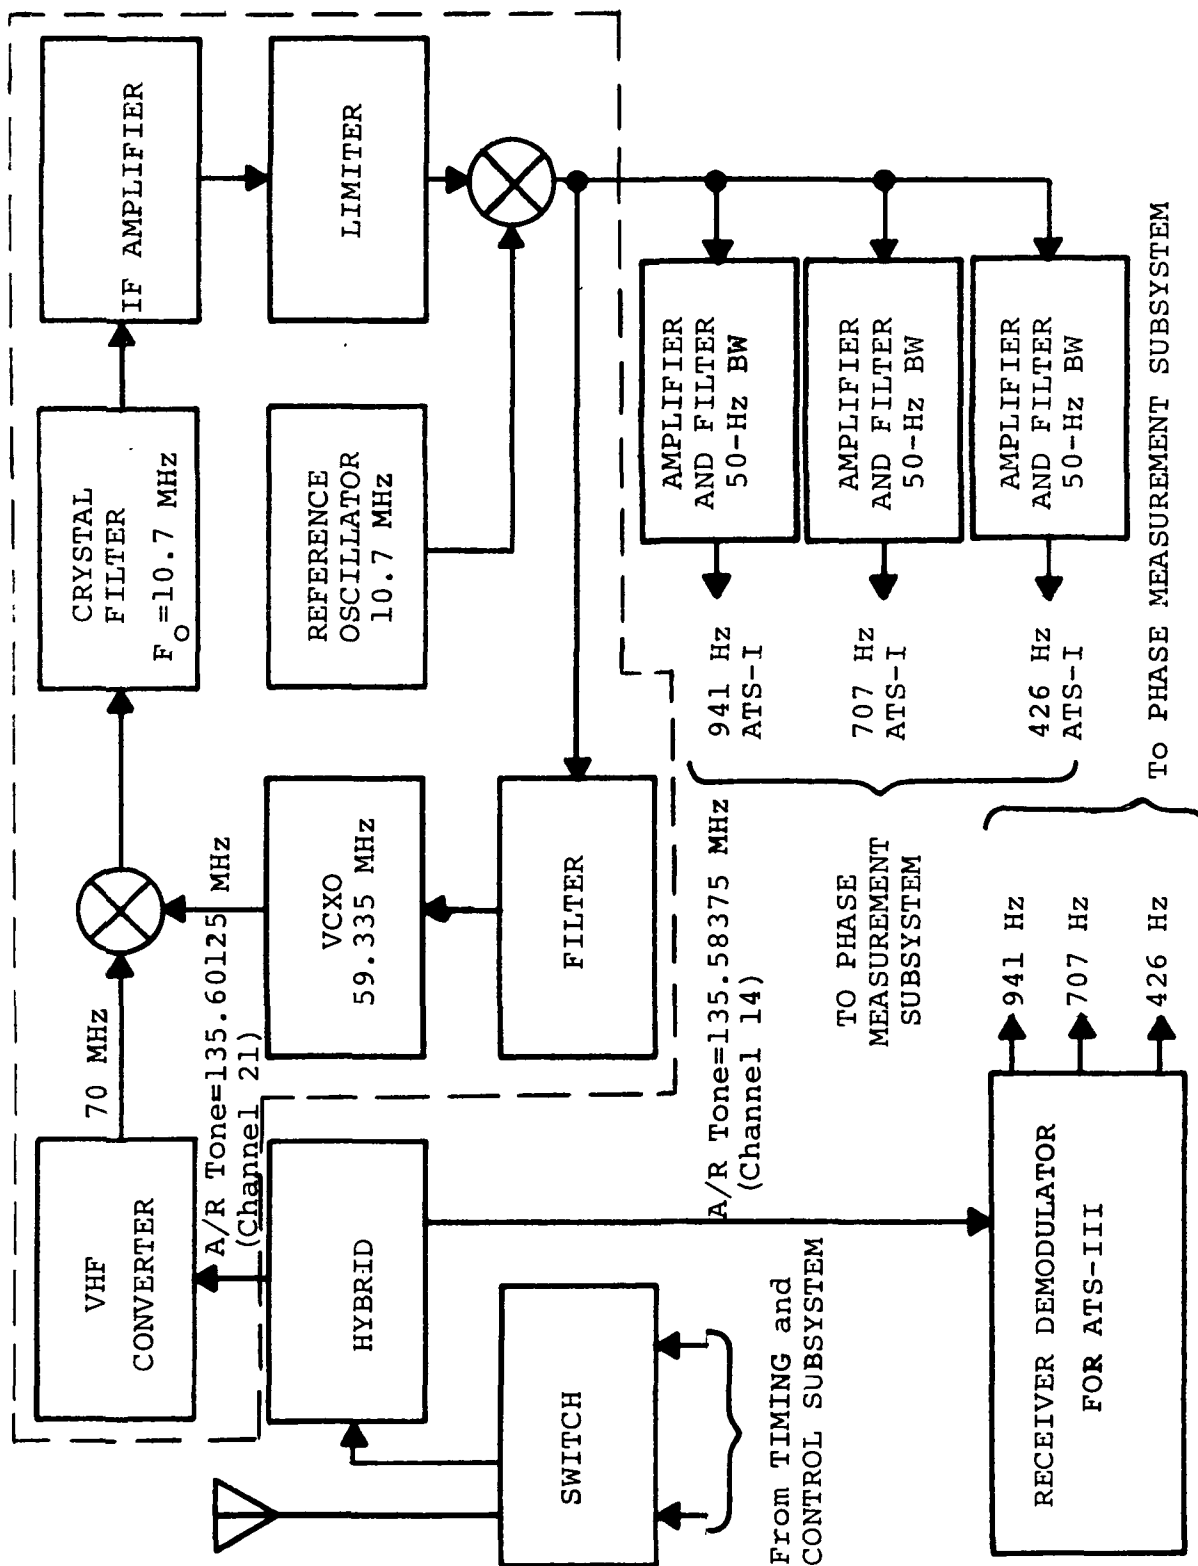 VHF
CONVERTER
70 MHz
CRYSTAL
FILTER
FO=10.7 MHz
IF AMPLIFIER
A/R Tone=135.60125 MHz
(Channel 21)
HYBRID
VCXO
59.335 MHz
REFERENCE
OSCILLATOR
10.7 MHz
LIMITER
SWITCH
FILTER
From TIMING and
CONTROL SUBSYSTEM
A/R Tone=135.58375 MHz
(Channel 14)
941 Hz
ATS-I
AMPLIFIER
AND FILTER
50-Hz BW
707 Hz
ATS-I
AMPLIFIER
AND FILTER
50-Hz BW
426 Hz
ATS-I
AMPLIFIER
AND FILTER
50-Hz BW
TO PHASE
MEASUREMENT
SUBSYSTEM
RECEIVER DEMODULATOR
FOR ATS-III
941 Hz
707 Hz
426 Hz
To PHASE MEASUREMENT SUBSYSTEM